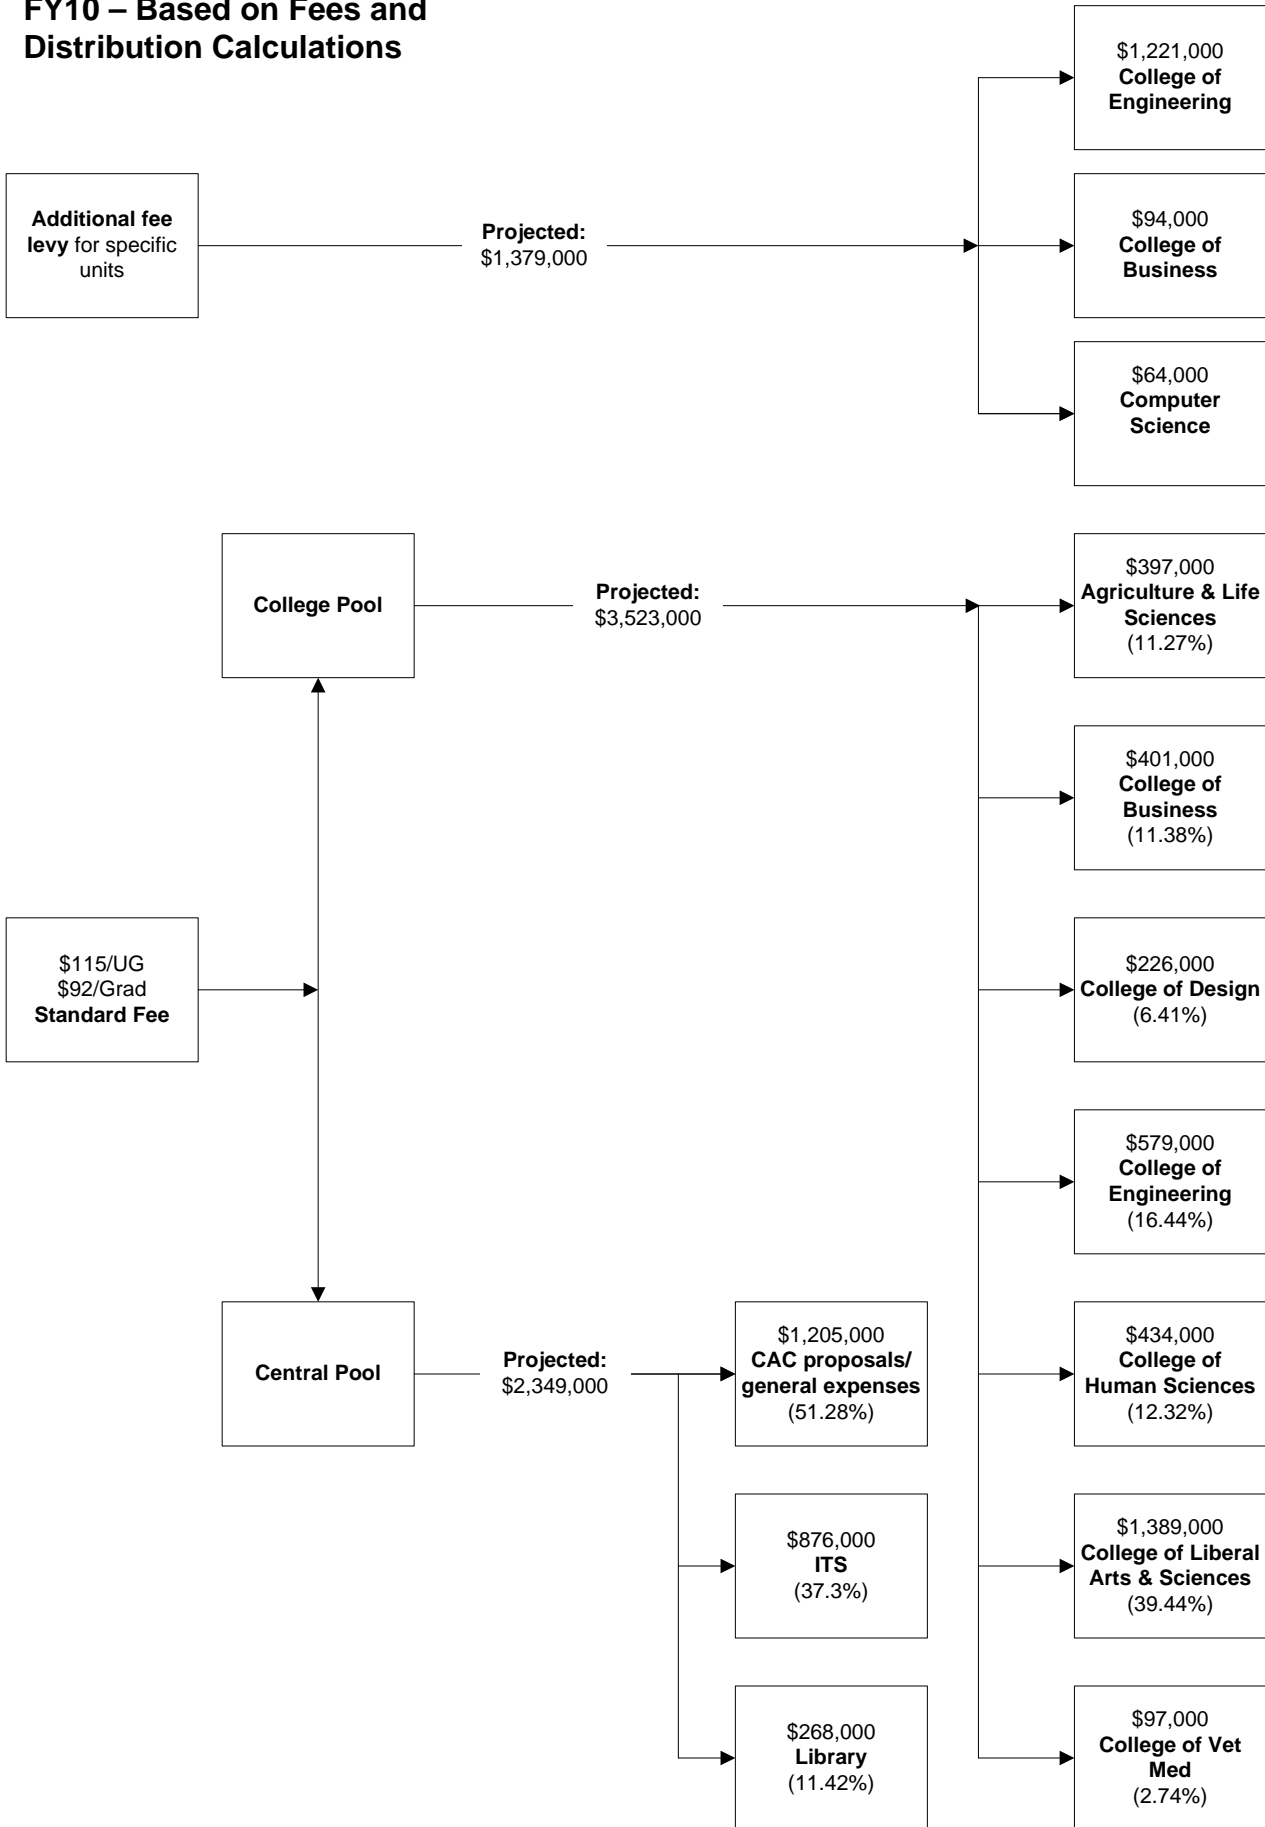 FY10 – Based on Fees and
Distribution Calculations
$1,221,000
College of
Engineering
Additional fee
levy for specific
units
Projected:
$1,379,000
$94,000
College of
Business
$64,000
Computer
Science
College Pool
Projected:
$3,523,000
$397,000
Agriculture & Life
Sciences
(11.27%)
$401,000
College of
Business
(11.38%)
$115/UG
$92/Grad
Standard Fee
$226,000
College of Design
(6.41%)
$579,000
College of
Engineering
(16.44%)
Central Pool
Projected:
$2,349,000
$1,205,000
CAC proposals/
general expenses
(51.28%)
$434,000
College of
Human Sciences
(12.32%)
$876,000
ITS
(37.3%)
$1,389,000
College of Liberal
Arts & Sciences
(39.44%)
$268,000
Library
(11.42%)
$97,000
College of Vet
Med
(2.74%)